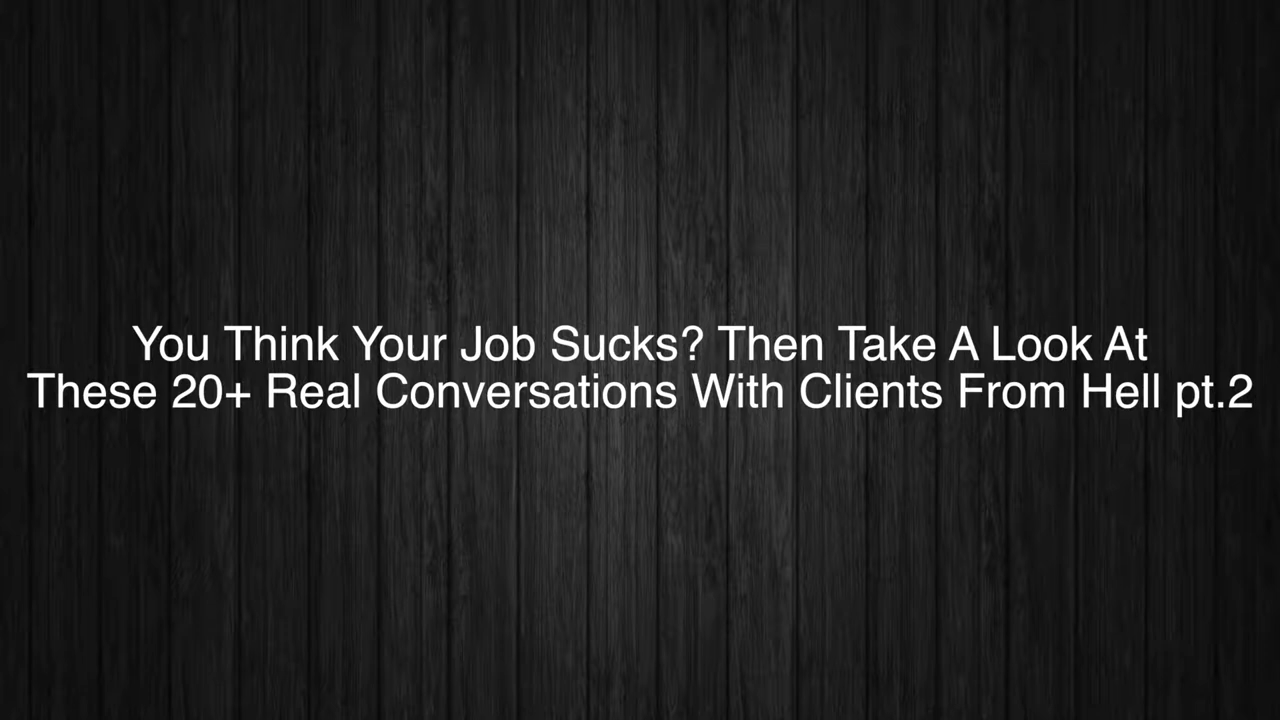 You Think Your Job Sucks? Then Take A Look At
These 20+ Real Conversations With Clients From Hell pt.2